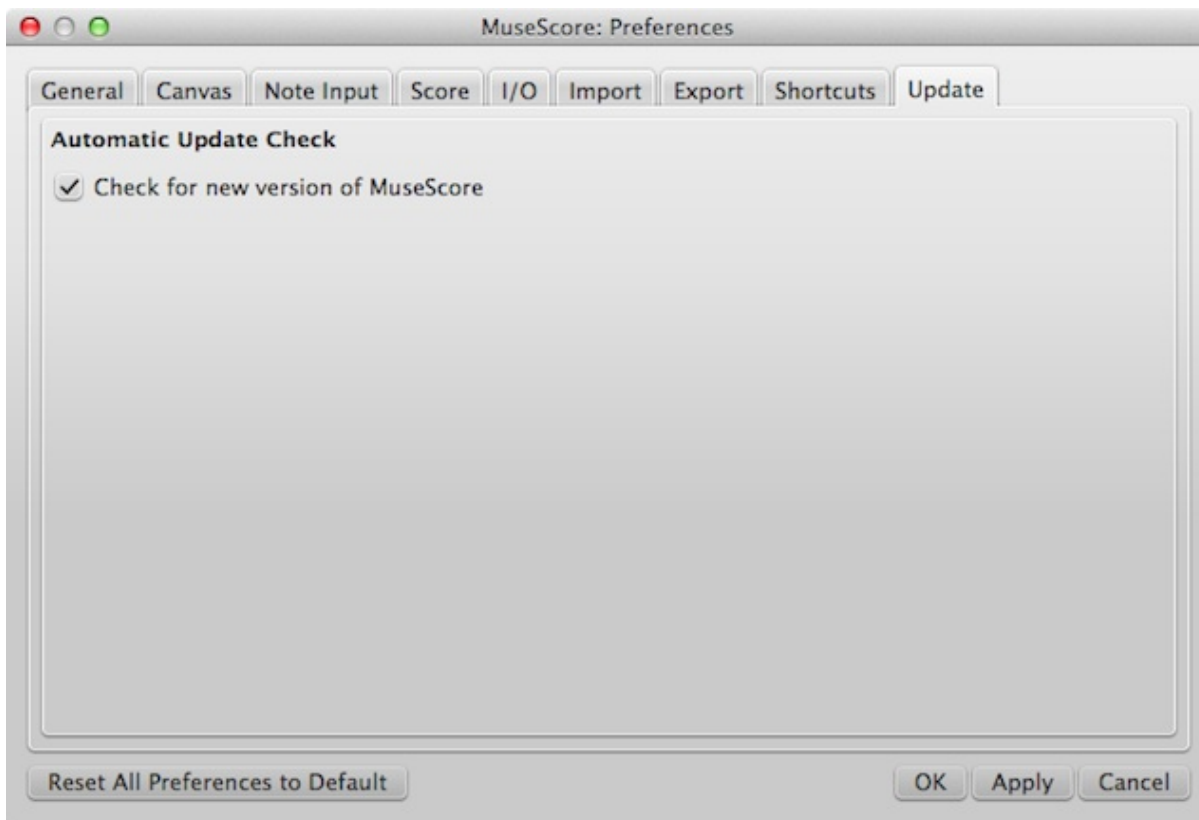 MuseScore: Preferences
General Canvas Note Input Score I/O Import Export Shortcuts Update
Automatic Update Check
Check for new version of MuseScore
Reset All Preferences to Default OK Apply Cancel